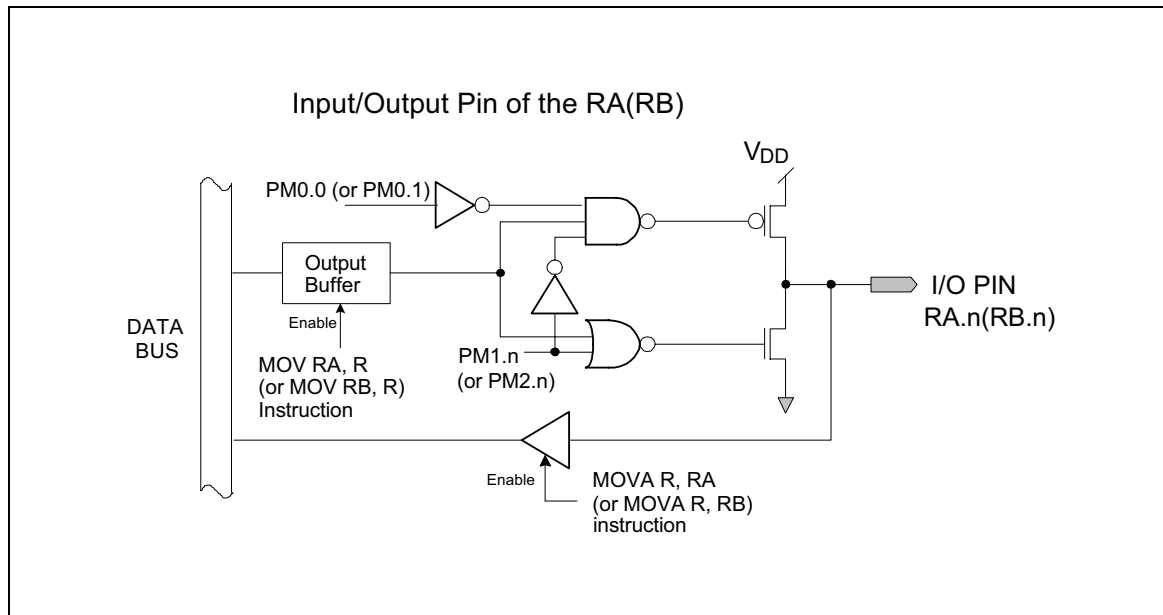 Input/Output Pin of the RA(RB)
VDD
PM0.0 (or PM0.1)
Output
Buffer
I/O PIN
RA.n(RB.n)
Enable
DATA
BUS
PM1.n
(or PM2.n)
MOV RA, R
(or MOV RB, R)
Instruction
Enable
MOVA R, RA
(or MOVA R, RB)
instruction